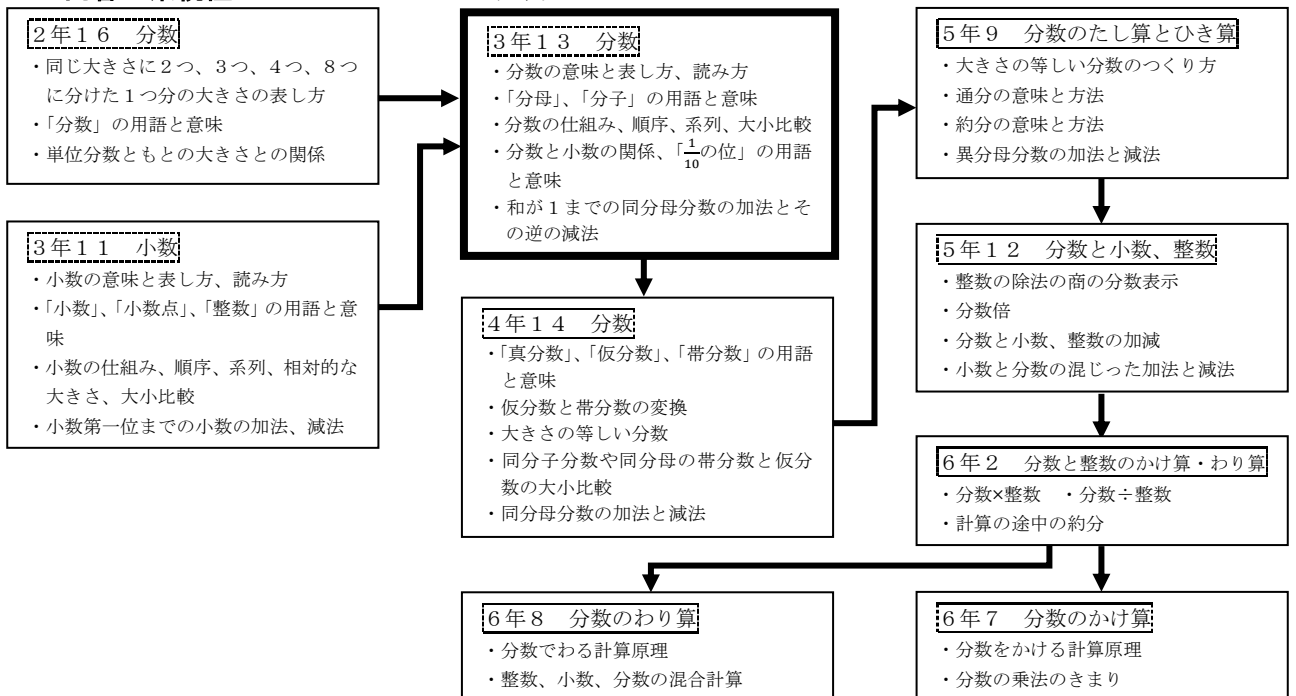 ２年１６　分数
・同じ大きさに２つ、３つ、４つ、８つ
に分けた１つ分の大きさの表し方
・「分数」の用語と意味
・単位分数ともとの大きさとの関係
３年１１　小数
・小数の意味と表し方、読み方
・「小数」、「小数点」、「整数」の用語と意
味
・小数の仕組み、順序、系列、相対的な
大きさ、大小比較
・小数第一位までの小数の加法、減法
３年１３　分数
・分数の意味と表し方、読み方
・「分母」、「分子」の用語と意味
・分数の仕組み、順序、系列、大小比較
・分数と小数の関係、「1/10の位」の用語
と意味
・和が１までの同分母分数の加法とそ
の逆の減法
４年１４　分数
・「真分数」、「仮分数」、「帯分数」の用語
と意味
・仮分数と帯分数の変換
・大きさの等しい分数
・同分子分数や同分母の帯分数と仮分
数の大小比較
・同分母分数の加法と減法
５年９　分数のたし算とひき算
・大きさの等しい分数のつくり方
・通分の意味と方法
・約分の意味と方法
・異分母分数の加法と減法
５年１２　分数と小数、整数
・整数の除法の商の分数表示
・分数倍
・分数と小数、整数の加減
・小数と分数の混じった加法と減法
６年２　分数と整数のかけ算・わり算
・分数×整数　・分数÷整数
・計算の途中の約分
６年８　分数のわり算
・分数でわる計算原理
・整数、小数、分数の混合計算
６年７　分数のかけ算
・分数をかける計算原理
・分数の乗法のきまり